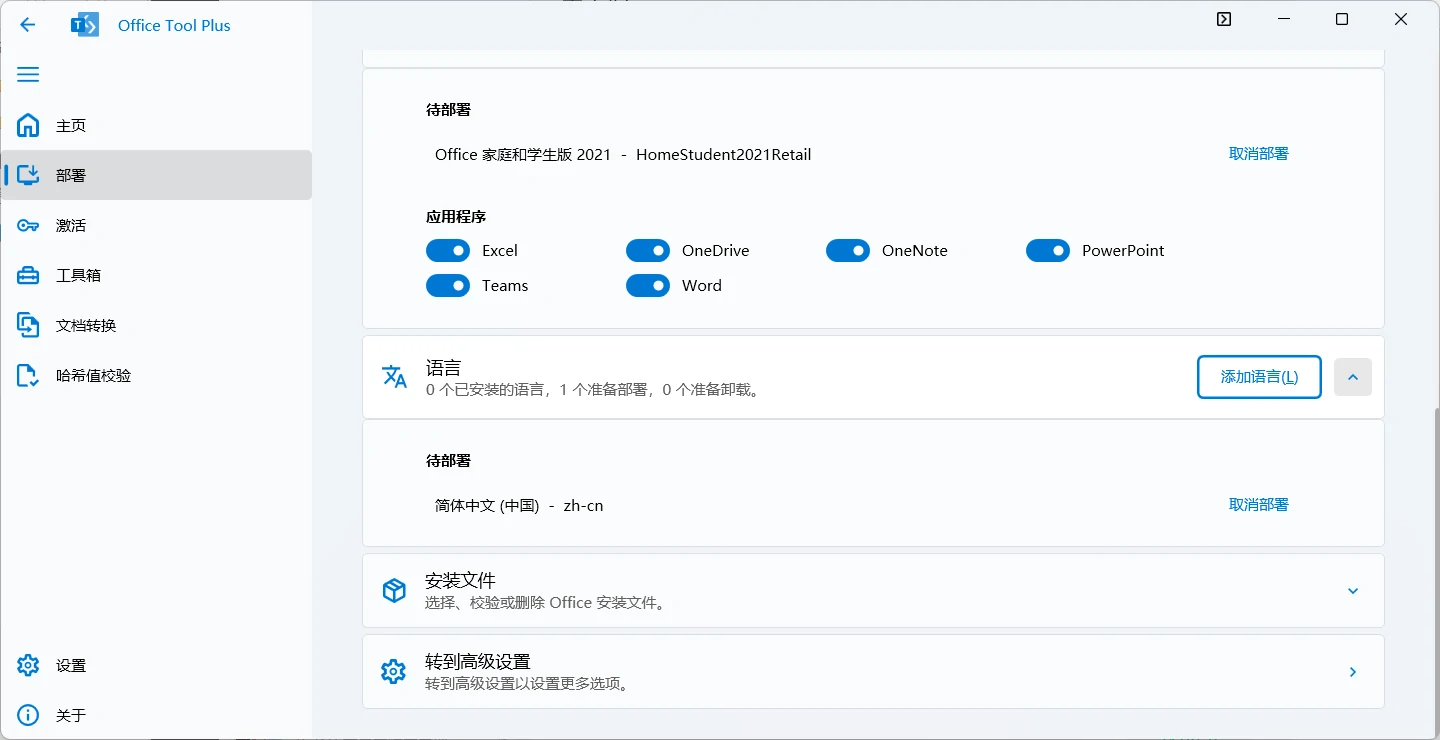 Office Tool Plus
主页
部署
激活
工具箱
文档转换
哈希值校验
设置
关于
待部署
Office 家庭和学生版 2021 - HomeStudent2021Retail 取消部署
应用程序
Excel OneDrive OneNote PowerPoint
Teams Word
语言
0 个已安装的语言，1 个准备部署，0 个准备卸载。
添加语言(L)
待部署
简体中文 (中国) - zh-cn 取消部署
安装文件
选择、校验或删除 Office 安装文件。
转到高级设置
转到高级设置以设置更多选项。